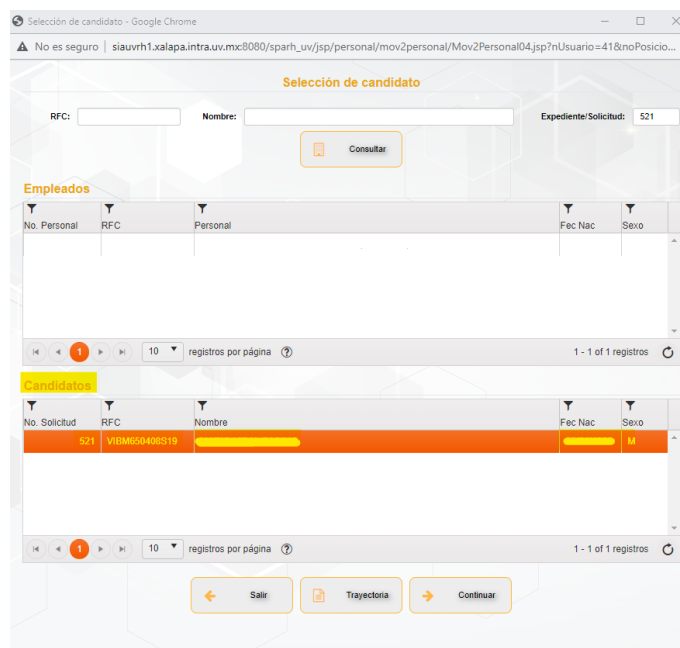 Selección de candidato - Google Chrome
No es seguro | siauvrh1.xalapa.intra.uv.mx:8080/sparh_uv/jsp/personal/mov2personal/Mov2Personal04.jsp?nUsuario=41&noPosicio...
Selección de candidato
RFC: Nombre: Expediente/Solicitud: 521
Consultar
Empleados
No. Personal RFC Personal Fec Nac Sexo
1 10 registros por página 1 - 1 of 1 registros
Candidatos
No. Solicitud RFC Nombre Fec Nac Sexo
521 VIBM650408S19 M
1 10 registros por página 1 - 1 of 1 registros
Salir Trayectoria Continuar